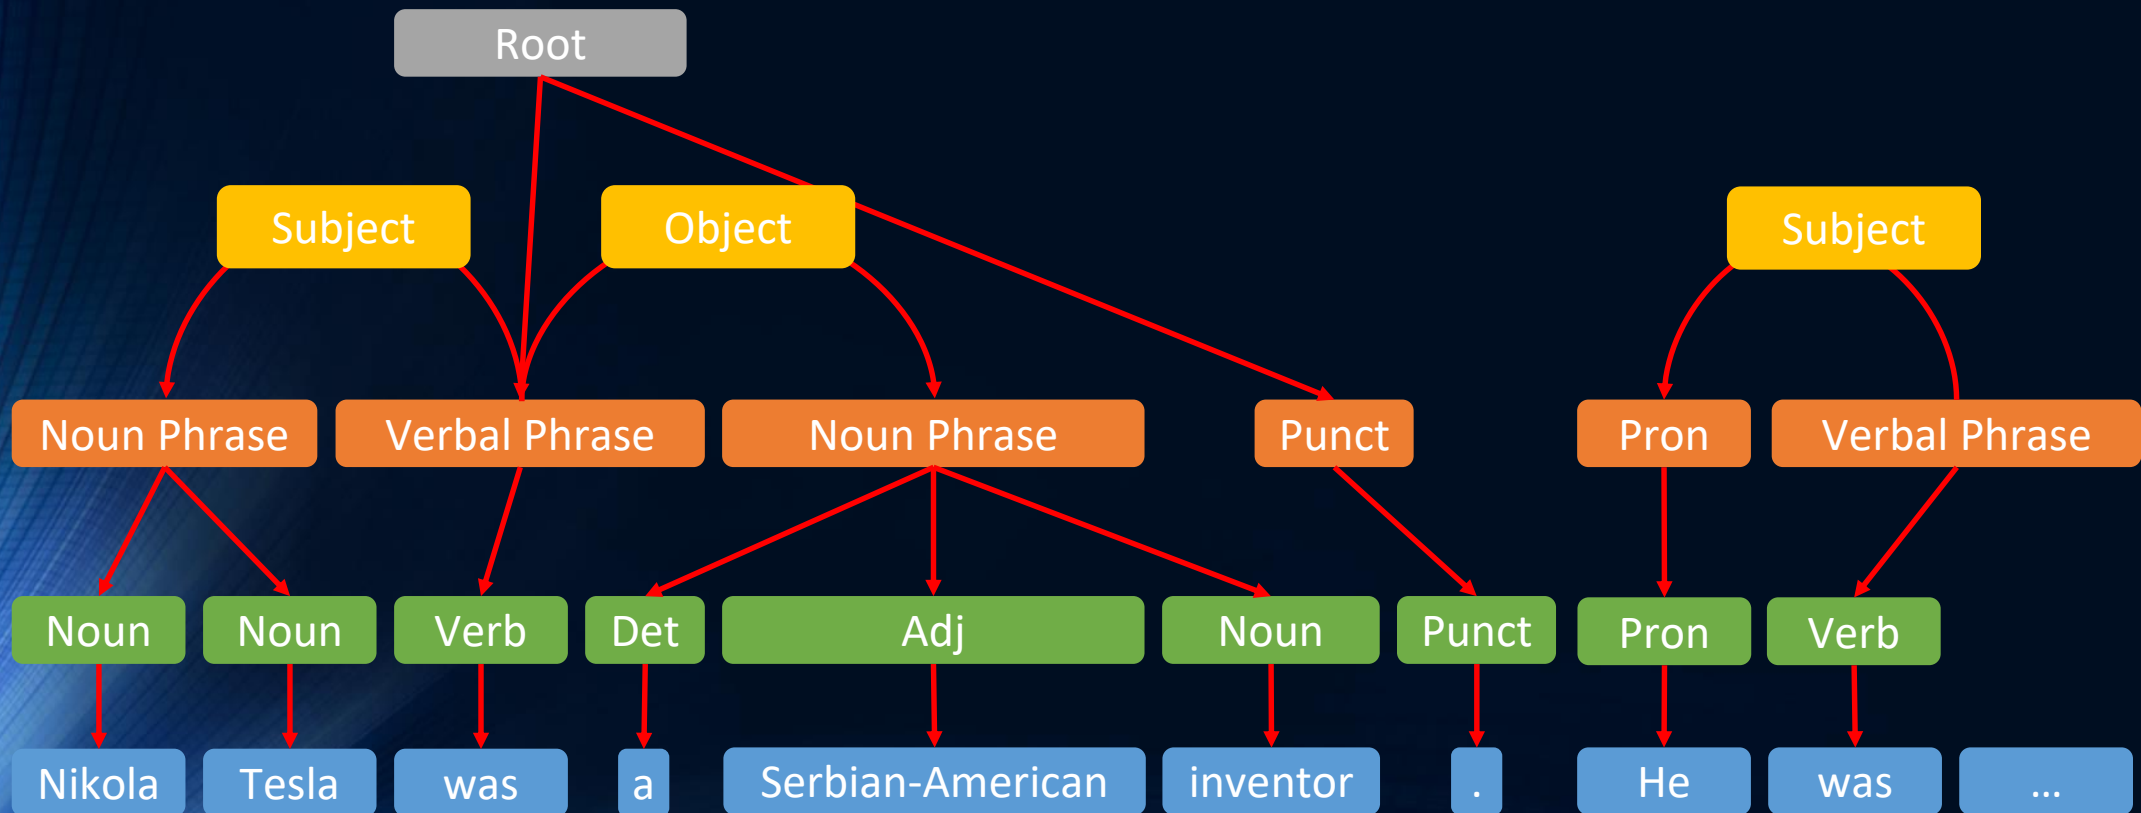 Root
Subject Object Subject
Noun Phrase Verbal Phrase Noun Phrase Punct Pron Verbal Phrase
Noun Noun Verb Det Adj Noun Punct Pron Verb
Nikola Tesla was a Serbian-American inventor . He was ...